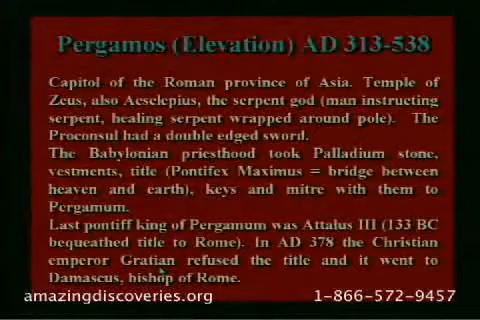 Pergamos (Elevation) AD 313-538
Capitol of the Roman province of Asia. Temple of
Zeus, also Aesclepius, the serpent god (man instructing
serpent, healing serpent wrapped around pole). The
Proconsul had a double edged sword.
The Babylonian priesthood took Palladium stone,
vestments, title (Pontifex Maximus = bridge between
heaven and earth), keys and mitre with them to
Pergamum.
Last pontiff king of Pergamum was Attalus III (133 BC
bequeathed title to Rome). In AD 378 the Christian
emperor Gratian refused the title and it went to
Damascus, bishop of Rome.
amazingdiscoveries.org 1-866-572-9457